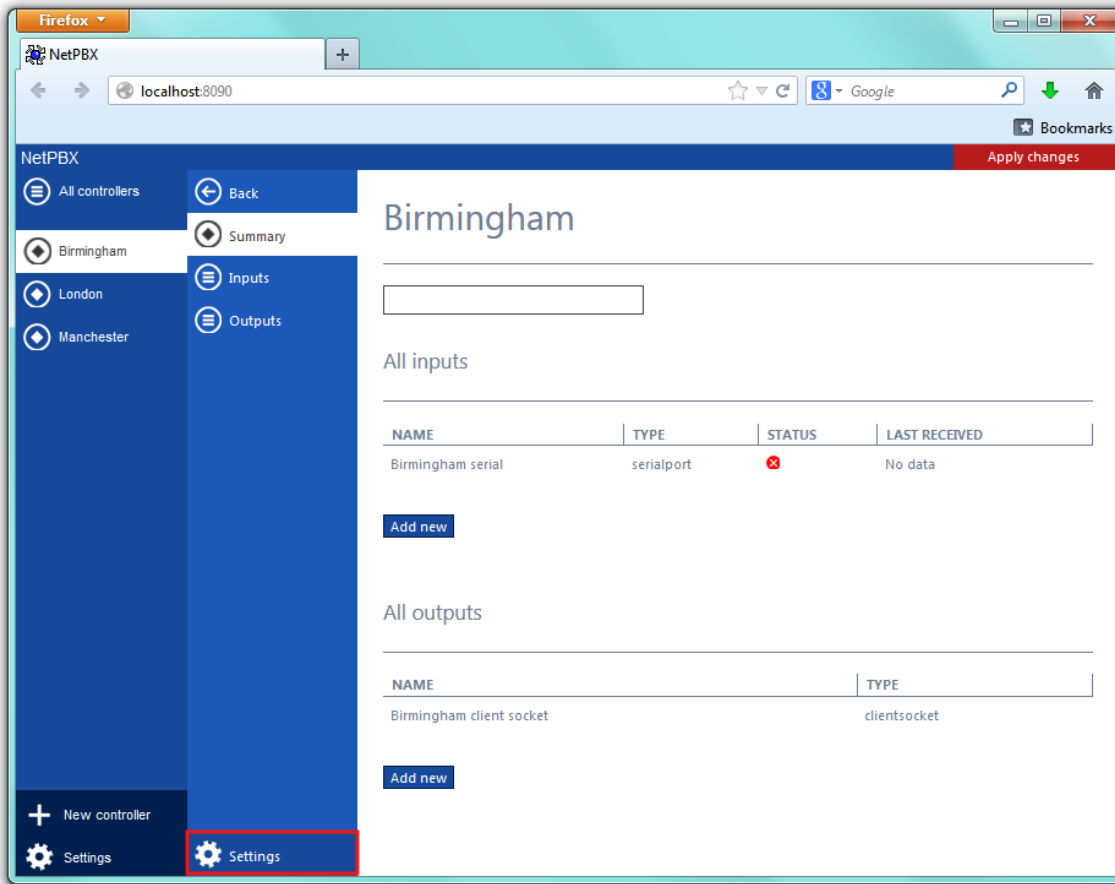 Firefox
NetPBX
localhost:8090
Google
Bookmarks
NetPBX
Apply changes
All controllers
Birmingham
London
Manchester
New controller
Settings
Back
Summary
Inputs
Outputs
Settings
Birmingham
All inputs
NAME TYPE STATUS LAST RECEIVED
Birmingham serial serialport No data
Add new
All outputs
NAME TYPE
Birmingham client socket clientsocket
Add new